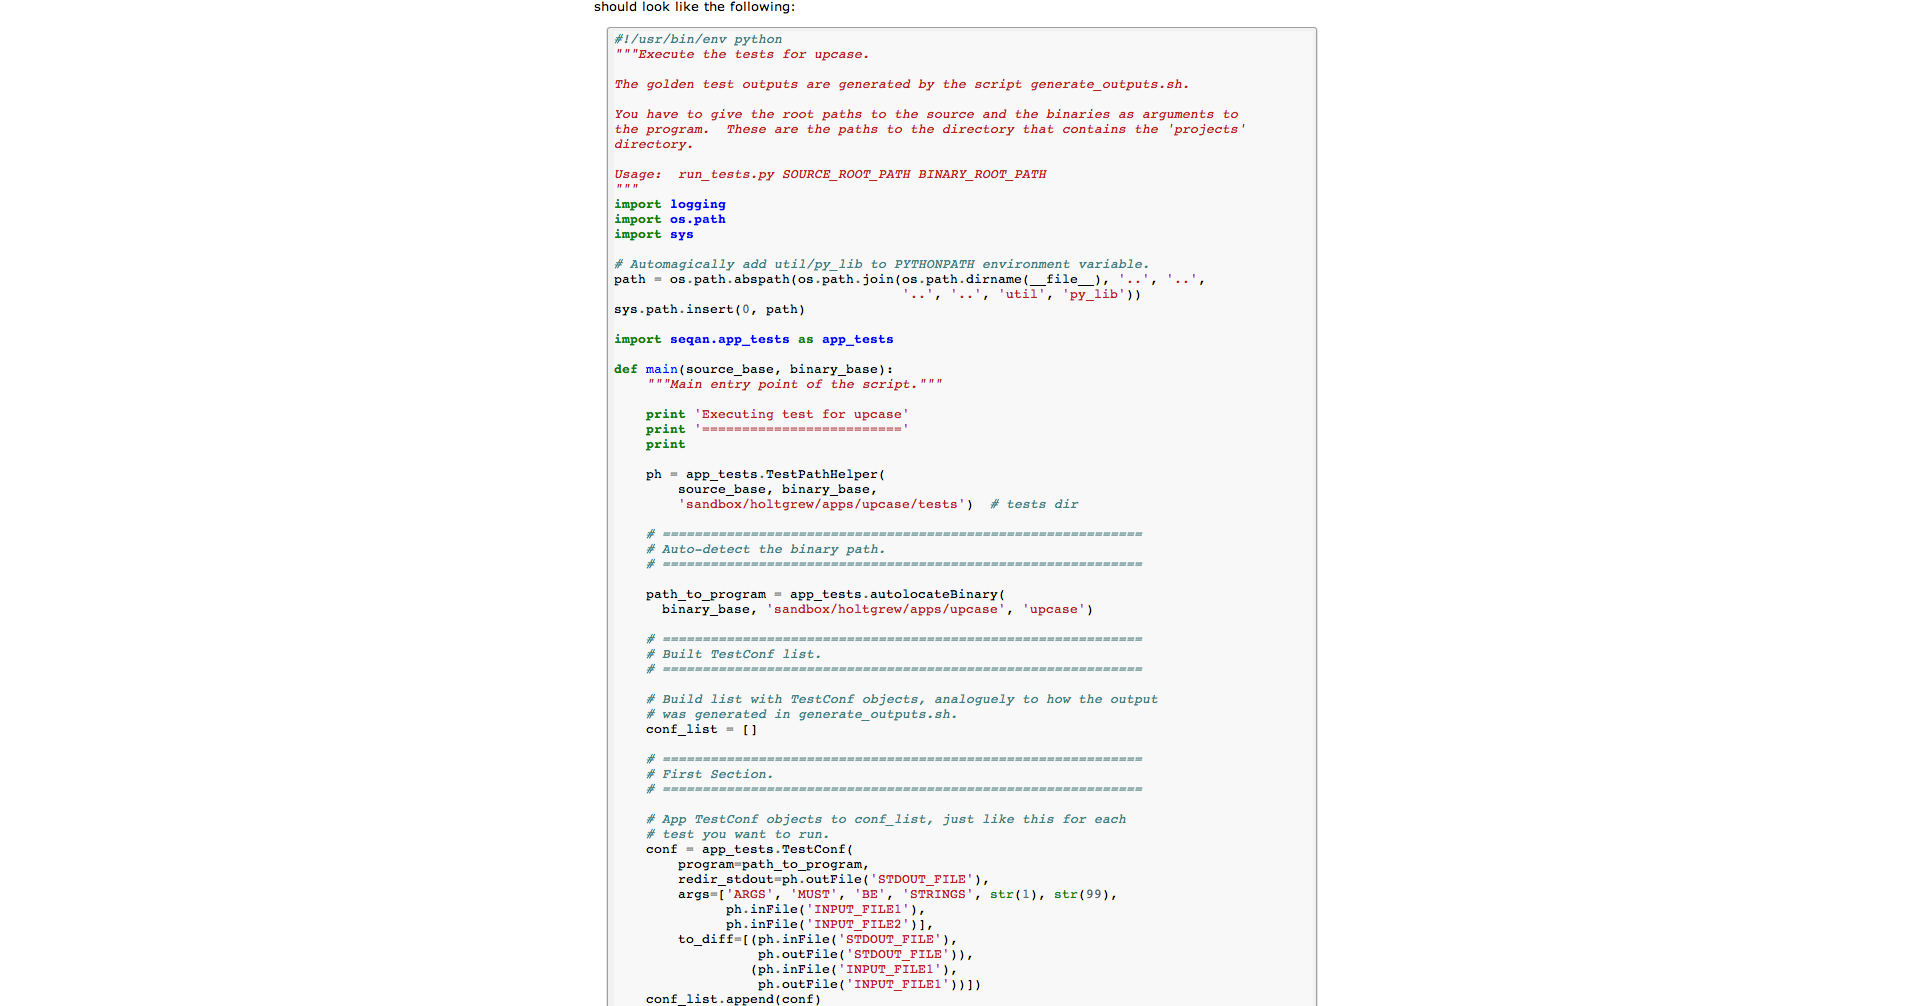 should look like the following:
#!/usr/bin/env python
"""Execute the tests for upcase.
The golden test outputs are generated by the script generate_outputs.sh.
You have to give the root paths to the source and the binaries as arguments to
the program.  These are the paths to the directory that contains the 'projects'
directory.
Usage:  run_tests.py SOURCE_ROOT_PATH BINARY_ROOT_PATH
"""
import logging
import os.path
import sys
# Automagically add util/py_lib to PYTHONPATH environment variable.
path = os.path.abspath(os.path.join(os.path.dirname(__file__), '..', '..',
                                    '..', '..', 'util', 'py_lib'))
sys.path.insert(0, path)
import seqan.app_tests as app_tests
def main(source_base, binary_base):
    """Main entry point of the script."""
    print 'Executing test for upcase'
    print '========================='
    print
    ph = app_tests.TestPathHelper(
        source_base, binary_base,
        'sandbox/holtgrew/apps/upcase/tests')  # tests dir
    # ============================================================
    # Auto-detect the binary path.
    # ============================================================
    path_to_program = app_tests.autolocateBinary(
      binary_base, 'sandbox/holtgrew/apps/upcase', 'upcase')
    # ============================================================
    # Built TestConf list.
    # ============================================================
    # Build list with TestConf objects, analoguely to how the output
    # was generated in generate_outputs.sh.
    conf_list = []
    # ============================================================
    # First Section.
    # ============================================================
    # App TestConf objects to conf_list, just like this for each
    # test you want to run.
    conf = app_tests.TestConf(
        program=path_to_program,
        redir_stdout=ph.outFile('STDOUT_FILE'),
        args=['ARGS', 'MUST', 'BE', 'STRINGS', str(1), str(99),
              ph.inFile('INPUT_FILE1'),
              ph.inFile('INPUT_FILE2')],
        to_diff=[(ph.inFile('STDOUT_FILE'),
                  ph.outFile('STDOUT_FILE')),
                 (ph.inFile('INPUT_FILE1'),
                  ph.outFile('INPUT_FILE1'))])
    conf_list.append(conf)